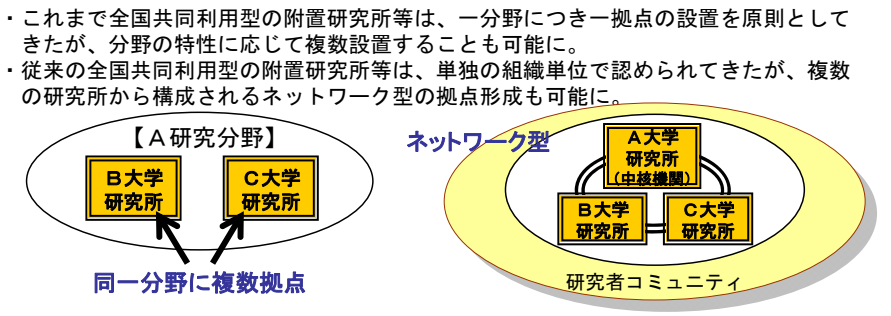 ・これまで全国共同利用型の附置研究所等は、一分野につき一拠点の設置を原則として
きたが、分野の特性に応じて複数設置することも可能に。
・従来の全国共同利用型の附置研究所等は、単独の組織単位で認められてきたが、複数
の研究所から構成されるネットワーク型の拠点形成も可能に。
【Ａ研究分野】
Ｂ大学
研究所
Ｃ大学
研究所
同一分野に複数拠点
ネットワーク型
Ａ大学
研究所
（中核機関）
Ｂ大学
研究所
Ｃ大学
研究所
研究者コミュニティ